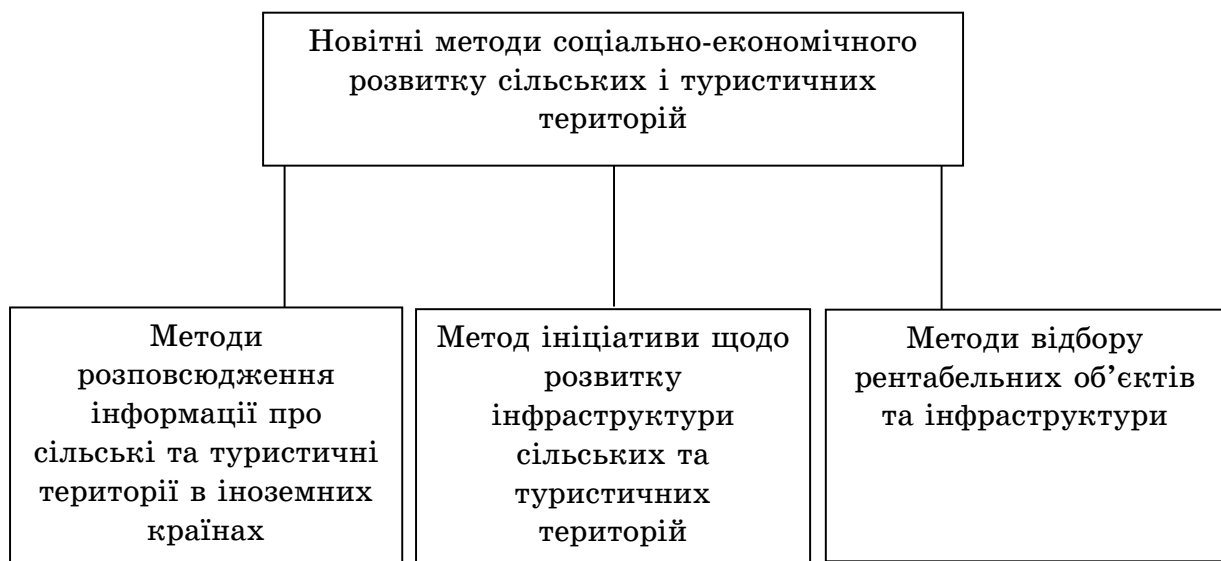 Новітні методи соціально-економічного
розвитку сільських і туристичних
територій
Методи
розповсюдження
інформації про
сільські та туристичні
території в іноземних
країнах
Метод ініціативи щодо
розвитку
інфраструктури
сільських та
туристичних
територій
Методи відбору
рентабельних об’єктів
та інфраструктури